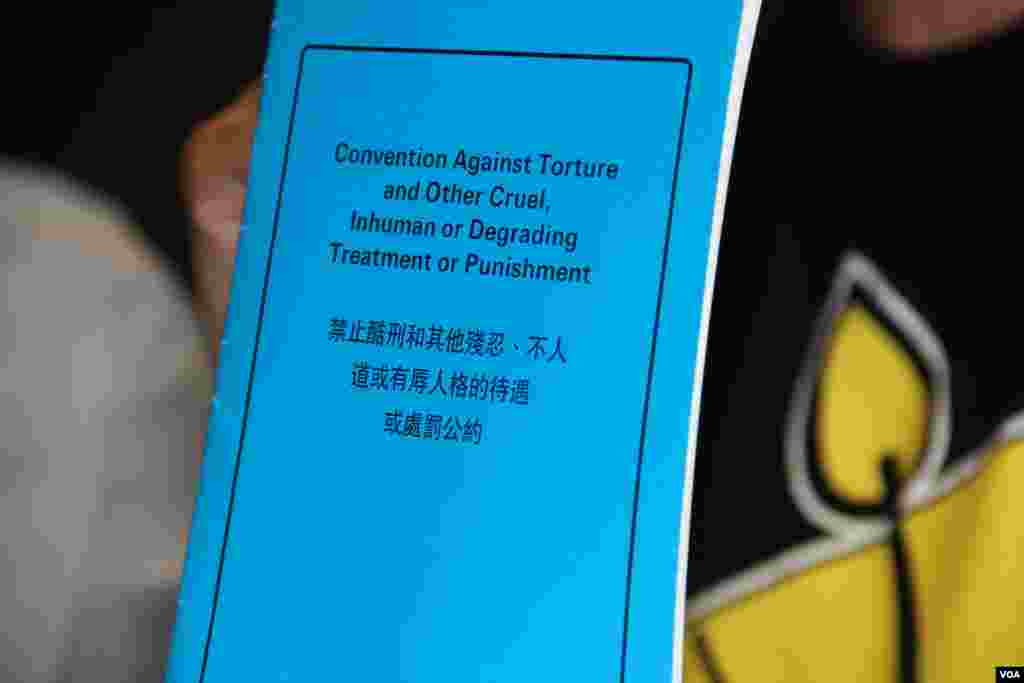 Convention Against Torture
and Other Cruel,
Inhuman or Degrading
Treatment or Punishment
禁止酷刑和其他殘忍、不人
道或有辱人格的待遇
或處罰公約
VOA